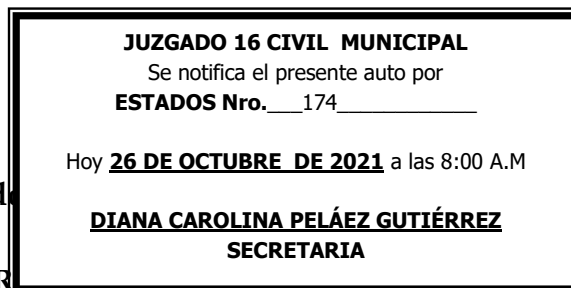 JUZGADO 16 CIVIL MUNICIPAL
Se notifica el presente auto por
ESTADOS Nro.___174____________
Hoy 26 DE OCTUBRE DE 2021 a las 8:00 A.M
DIANA CAROLINA PELÁEZ GUTIÉRREZ
SECRETARIA